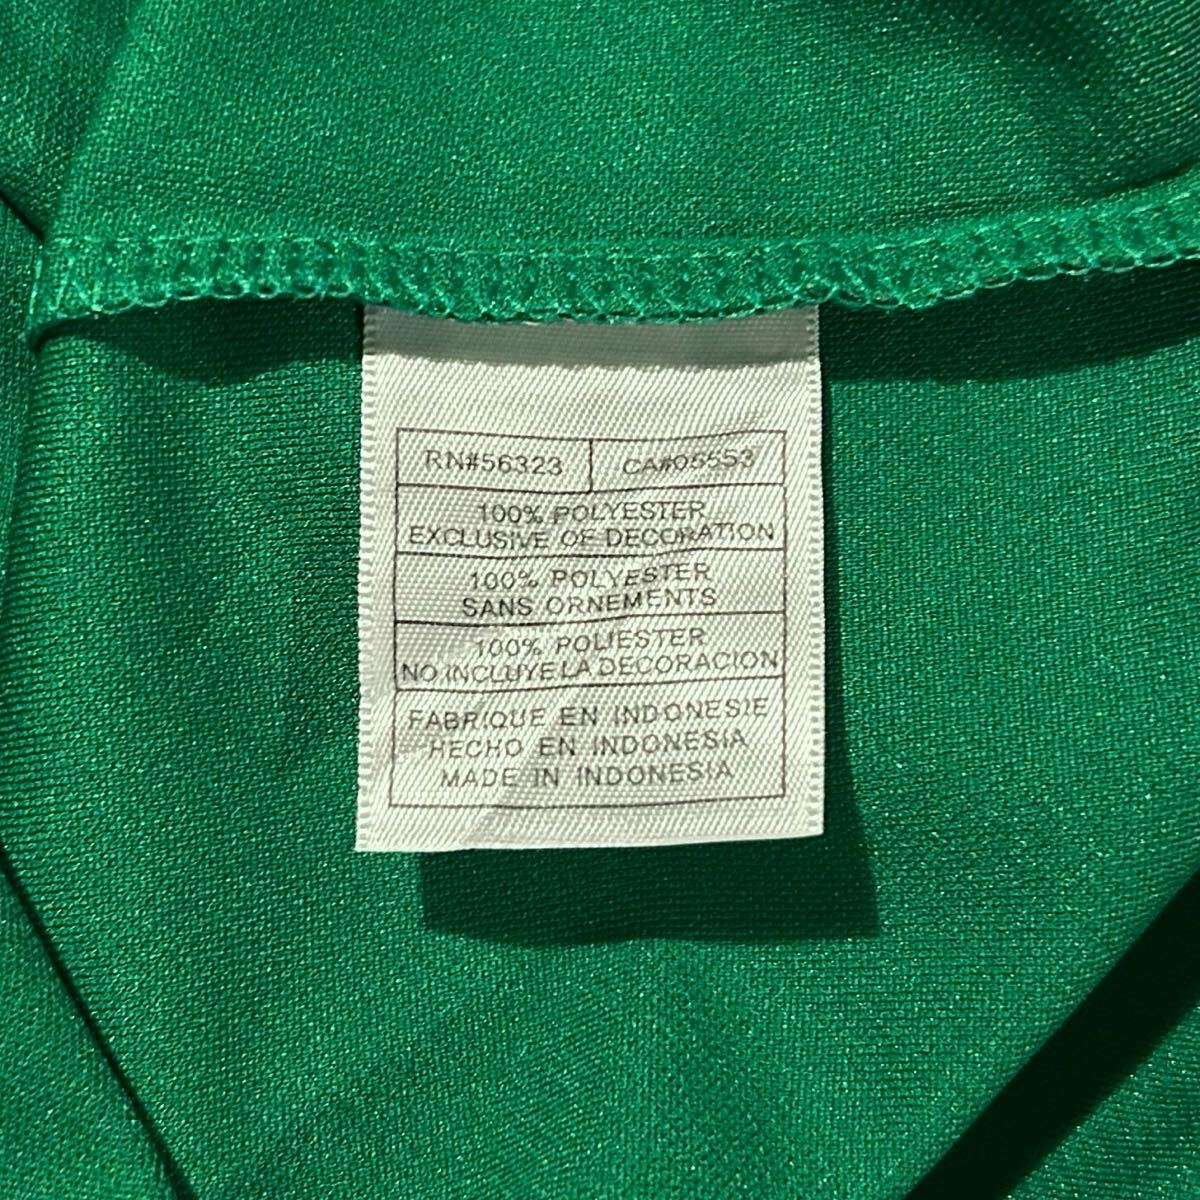 RN#56323 CA#05553
100% POLYESTER
EXCLUSIVE OF DECORATION
100% POLYESTER
SANS ORNEMENTS
100% POLIESTER
NO INCLUYE LA DECORACION
FABRIQUE EN INDONESIE
HECHO EN INDONESIA
MADE IN INDONESIA